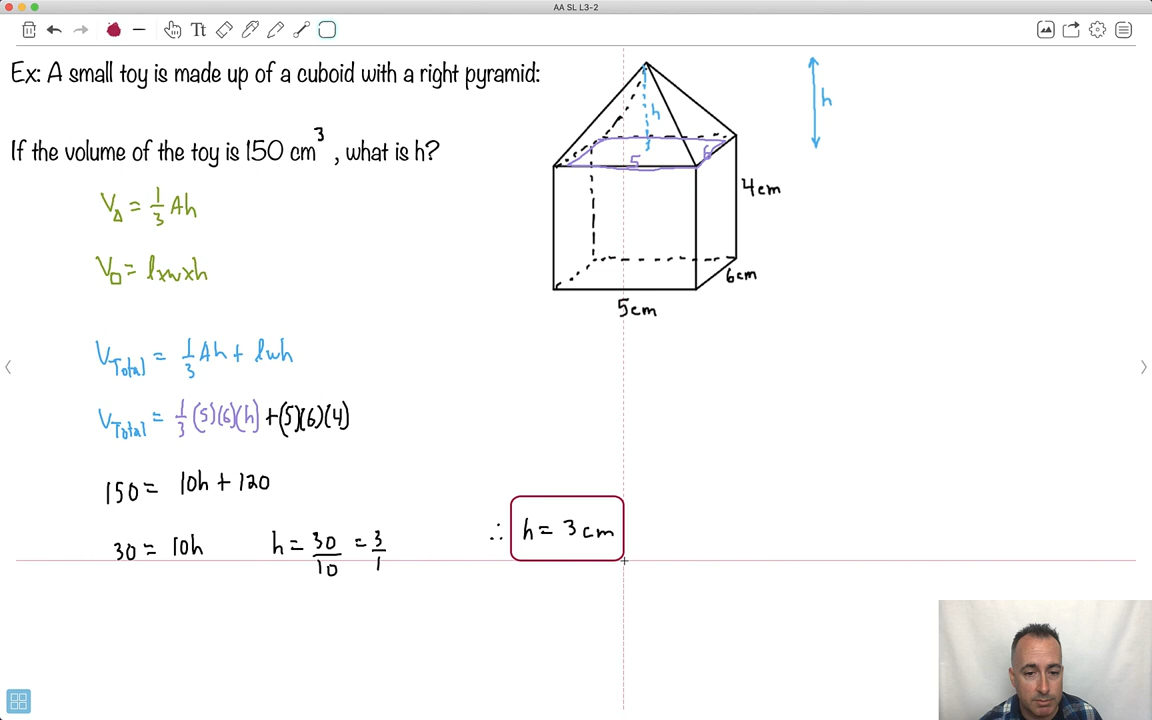 AA SL L3-2
Tt
Ex: A small toy is made up of a cuboid with a right pyramid:
h
h
If the volume of the toy is 150 cm³, what is h?
5
6
4cm
V△ = 1/3 Ah
V□ = lxwxh
6cm
5cm
VTotal = 1/3 Ah + lwh
VTotal = 1/3 (5)(6)(h) + (5)(6)(4)
150 = 10h + 120
30 = 10h h = 30/10 = 3/1 ∴ h = 3 cm